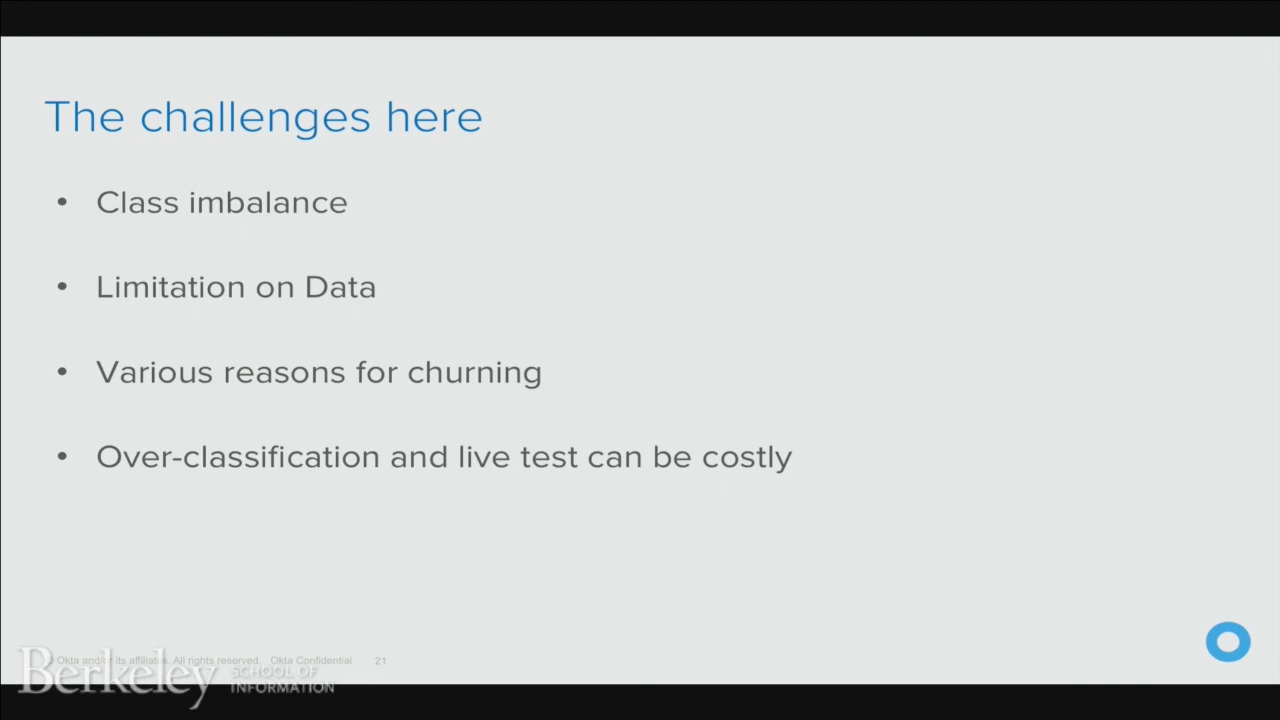 The challenges here
• Class imbalance
• Limitation on Data
• Various reasons for churning
• Over-classification and live test can be costly
© Okta and/or its affiliates. All rights reserved. Okta Confidential 21
Berkeley SCHOOL OF
INFORMATION